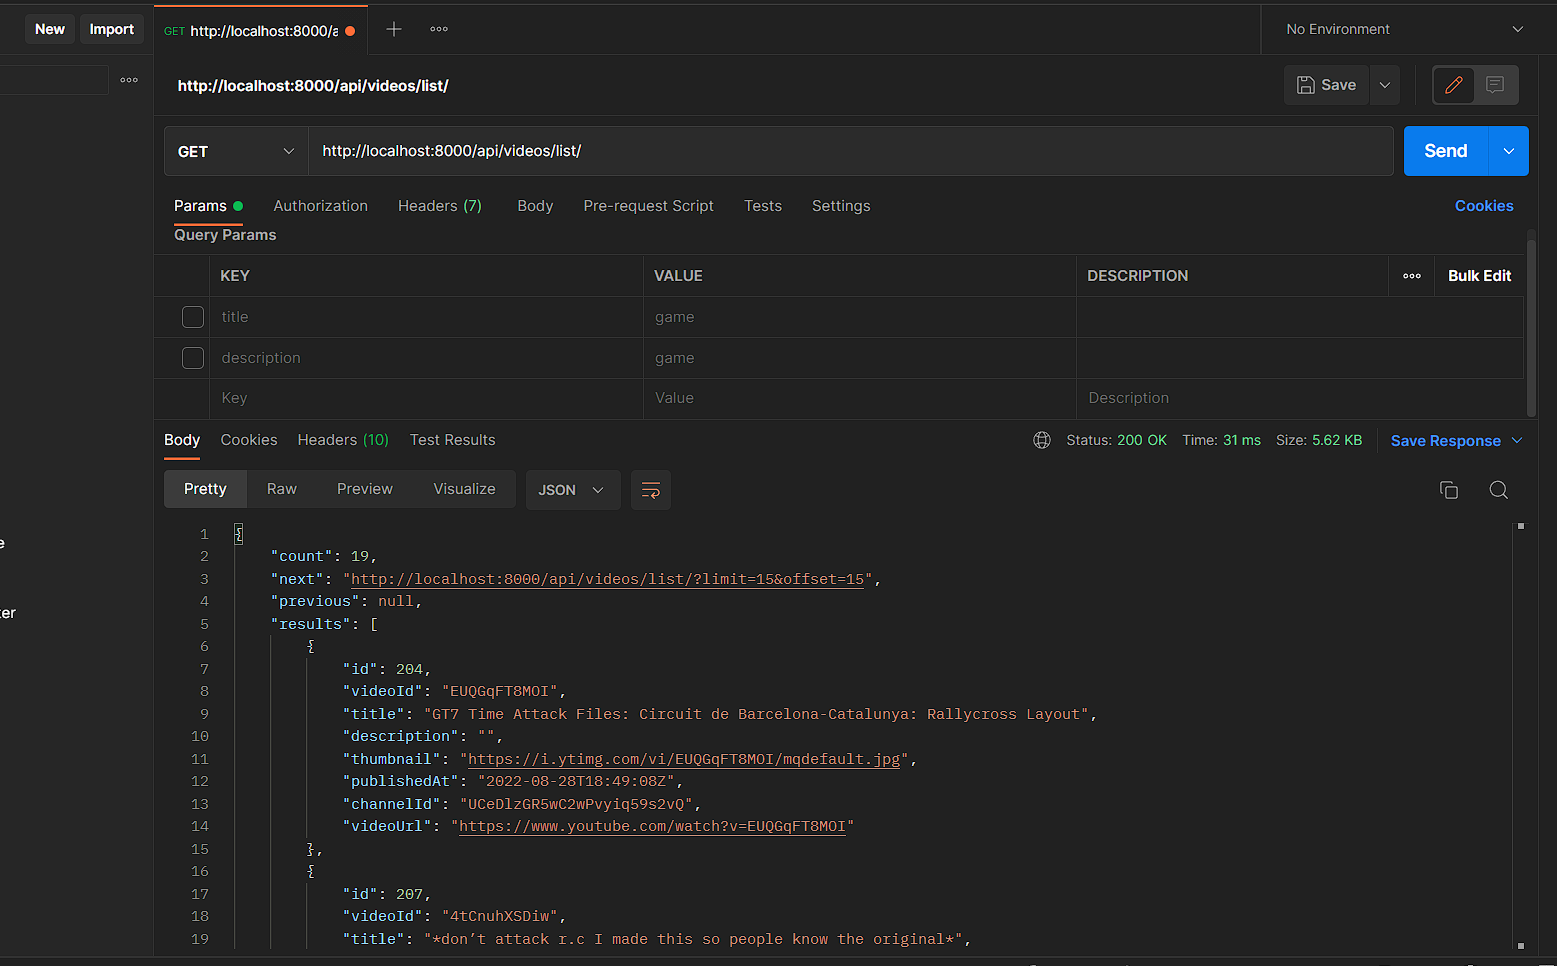 New
Import
GET http://localhost:8000/a
No Environment
http://localhost:8000/api/videos/list/
Save
GET
http://localhost:8000/api/videos/list/
Send
Params
Authorization
Headers (7)
Body
Pre-request Script
Tests
Settings
Cookies
Query Params
KEY
VALUE
DESCRIPTION
Bulk Edit
title
game
description
game
Key
Value
Description
Body
Cookies
Headers (10)
Test Results
Status: 200 OK
Time: 31 ms
Size: 5.62 KB
Save Response
Pretty
Raw
Preview
Visualize
JSON
1 {
2 "count": 19,
3 "next": "http://localhost:8000/api/videos/list/?limit=15&offset=15",
4 "previous": null,
5 "results": [
6 {
7 "id": 204,
8 "videoId": "EUQGqFT8MOI",
9 "title": "GT7 Time Attack Files: Circuit de Barcelona-Catalunya: Rallycross Layout",
10 "description": "",
11 "thumbnail": "https://i.ytimg.com/vi/EUQGqFT8MOI/mqdefault.jpg",
12 "publishedAt": "2022-08-28T18:49:08Z",
13 "channelId": "UCeDlzGR5wC2wPvyiq59s2vQ",
14 "videoUrl": "https://www.youtube.com/watch?v=EUQGqFT8MOI"
15 },
16 {
17 "id": 207,
18 "videoId": "4tCnuhXSDiw",
19 "title": "*don’t attack r.c I made this so people know the original*",
e
ter